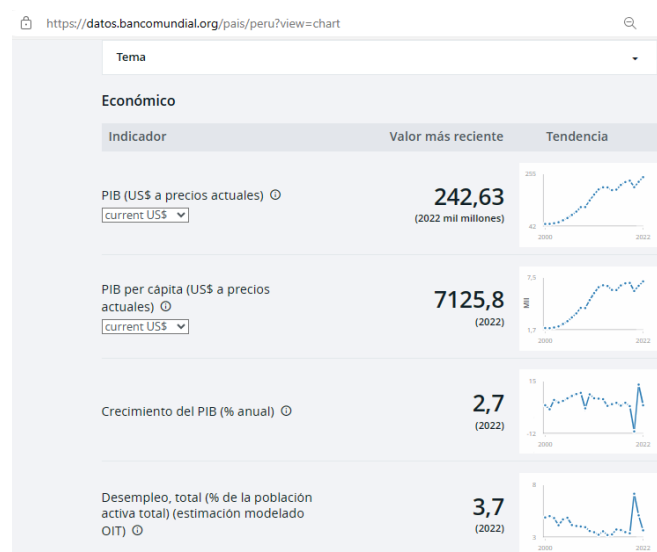 https://datos.bancomundial.org/pais/peru?view=chart
Tema
Económico
Indicador Valor más reciente Tendencia
PIB (US$ a precios actuales)
current US$
242,63
(2022 mil millones)
255
42
2000 2022
PIB per cápita (US$ a precios
actuales)
current US$
7125,8
(2022)
7,5
Mil
1,7
2000 2022
Crecimiento del PIB (% anual)
2,7
(2022)
15
-12
2000 2022
Desempleo, total (% de la población
activa total) (estimación modelado
OIT)
3,7
(2022)
8
3
2000 2022